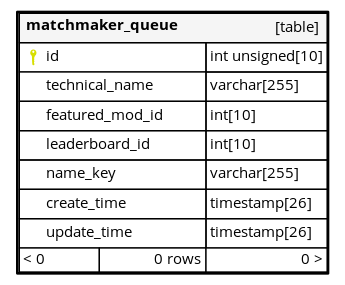 matchmaker_queue [table]
id int unsigned[10]
technical_name varchar[255]
featured_mod_id int[10]
leaderboard_id int[10]
name_key varchar[255]
create_time timestamp[26]
update_time timestamp[26]
< 0 0 rows 0 >